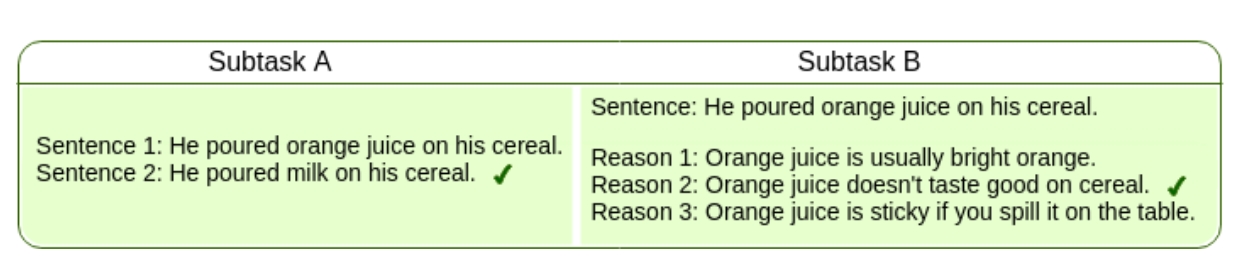 Subtask A
Subtask B
Sentence 1: He poured orange juice on his cereal.
Sentence 2: He poured milk on his cereal. ✔
Sentence: He poured orange juice on his cereal.
Reason 1: Orange juice is usually bright orange.
Reason 2: Orange juice doesn't taste good on cereal. ✔
Reason 3: Orange juice is sticky if you spill it on the table.